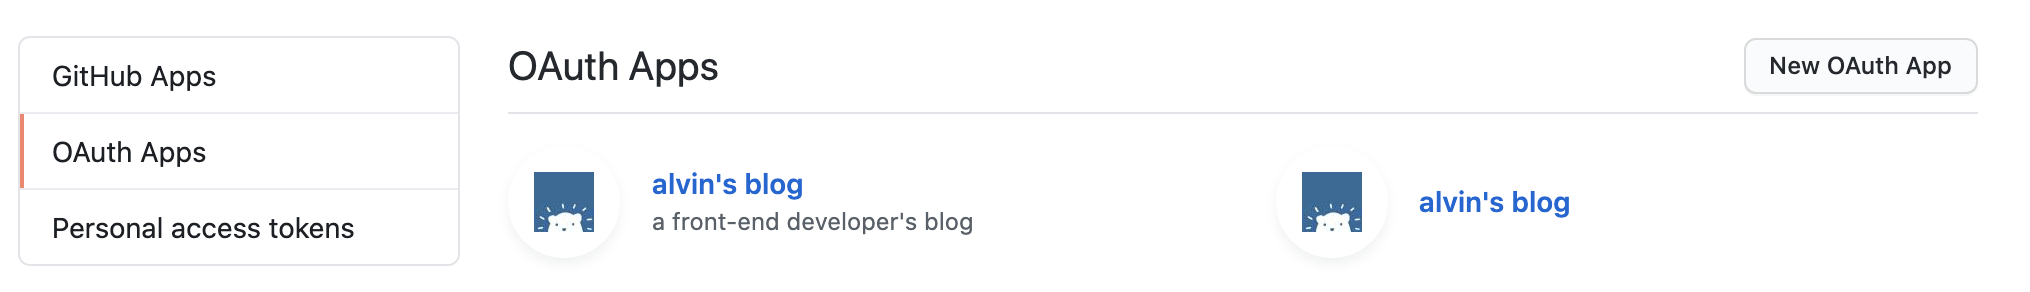 GitHub Apps
OAuth Apps
Personal access tokens
OAuth Apps
New OAuth App
alvin's blog
a front-end developer's blog
alvin's blog